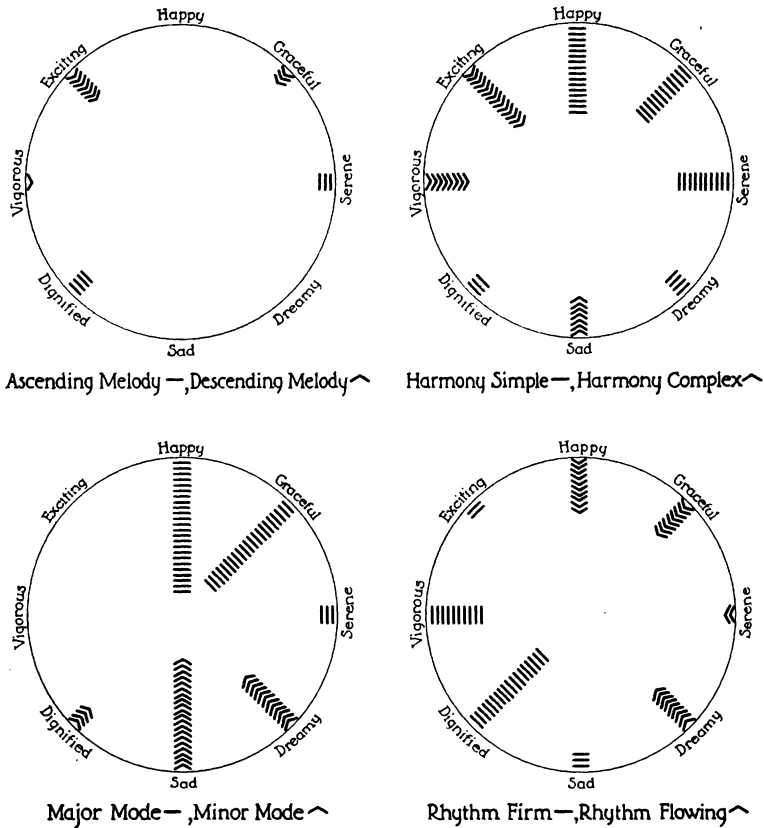 Happy
Exciting
Graceful
Vigorous
Serene
Dignified
Dreamy
Sad
Ascending Melody —, Descending Melody ︿
Happy
Exciting
Graceful
Vigorous
Serene
Dignified
Dreamy
Sad
Harmony Simple —, Harmony Complex ︿
Happy
Exciting
Graceful
Vigorous
Serene
Dignified
Dreamy
Sad
Major Mode — , Minor Mode ︿
Happy
Exciting
Graceful
Vigorous
Serene
Dignified
Dreamy
Sad
Rhythm Firm —, Rhythm Flowing ︿